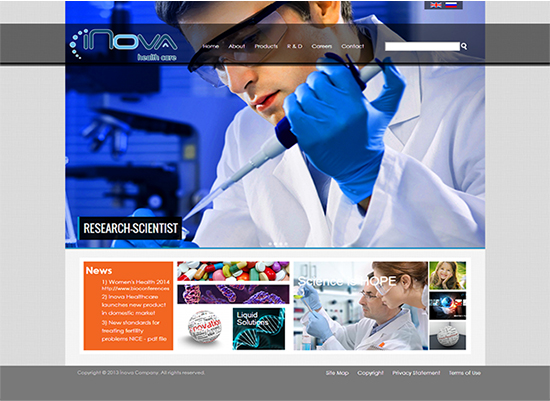 iNova
health care
Home About Products R & D Careers Contact
RESEARCH-SCIENTIST
News
1) Women's Health 2014
http://www.bioconferences
2) Inova Healthcare
launches new product
in domestic market
3) New standards for
treating fertility
problems NICE - pdf file
Liquid
Solutions
Science HOPE
Copyright © 2013 Inova Company. All rights reserved.
Site Map Copyright Privacy Statement Terms of Use